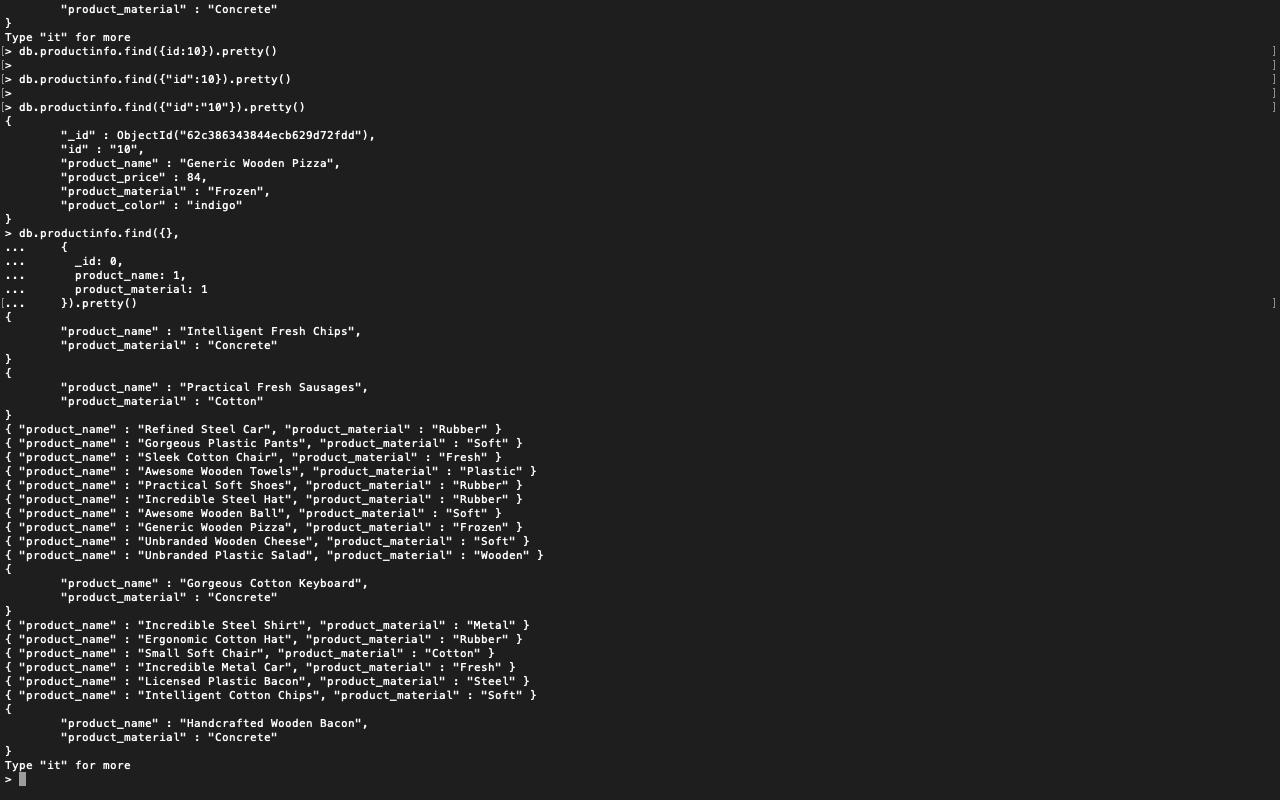 "product_material" : "Concrete"
}
Type "it" for more
[> db.productinfo.find({id:10}).pretty() ]
[> ]
[> db.productinfo.find({"id":10}).pretty() ]
[> ]
[> db.productinfo.find({"id":"10"}).pretty() ]
{
        "_id" : ObjectId("62c386343844ecb629d72fdd"),
        "id" : "10",
        "product_name" : "Generic Wooden Pizza",
        "product_price" : 84,
        "product_material" : "Frozen",
        "product_color" : "indigo"
}
> db.productinfo.find({},
...     {
...       _id: 0,
...       product_name: 1,
...       product_material: 1
[...     }).pretty() ]
{
        "product_name" : "Intelligent Fresh Chips",
        "product_material" : "Concrete"
}
{
        "product_name" : "Practical Fresh Sausages",
        "product_material" : "Cotton"
}
{ "product_name" : "Refined Steel Car", "product_material" : "Rubber" }
{ "product_name" : "Gorgeous Plastic Pants", "product_material" : "Soft" }
{ "product_name" : "Sleek Cotton Chair", "product_material" : "Fresh" }
{ "product_name" : "Awesome Wooden Towels", "product_material" : "Plastic" }
{ "product_name" : "Practical Soft Shoes", "product_material" : "Rubber" }
{ "product_name" : "Incredible Steel Hat", "product_material" : "Rubber" }
{ "product_name" : "Awesome Wooden Ball", "product_material" : "Soft" }
{ "product_name" : "Generic Wooden Pizza", "product_material" : "Frozen" }
{ "product_name" : "Unbranded Wooden Cheese", "product_material" : "Soft" }
{ "product_name" : "Unbranded Plastic Salad", "product_material" : "Wooden" }
{
        "product_name" : "Gorgeous Cotton Keyboard",
        "product_material" : "Concrete"
}
{ "product_name" : "Incredible Steel Shirt", "product_material" : "Metal" }
{ "product_name" : "Ergonomic Cotton Hat", "product_material" : "Rubber" }
{ "product_name" : "Small Soft Chair", "product_material" : "Cotton" }
{ "product_name" : "Incredible Metal Car", "product_material" : "Fresh" }
{ "product_name" : "Licensed Plastic Bacon", "product_material" : "Steel" }
{ "product_name" : "Intelligent Cotton Chips", "product_material" : "Soft" }
{
        "product_name" : "Handcrafted Wooden Bacon",
        "product_material" : "Concrete"
}
Type "it" for more
>